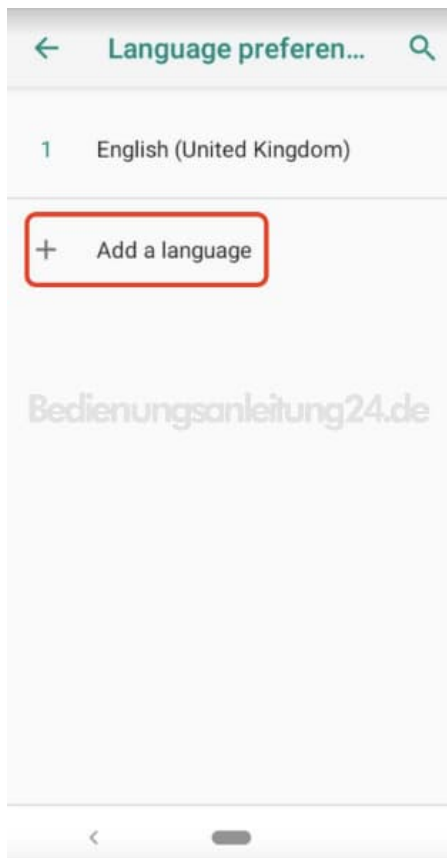 Language preferen...
1 English (United Kingdom)
+ Add a language
Bedienungsanleitung24.de